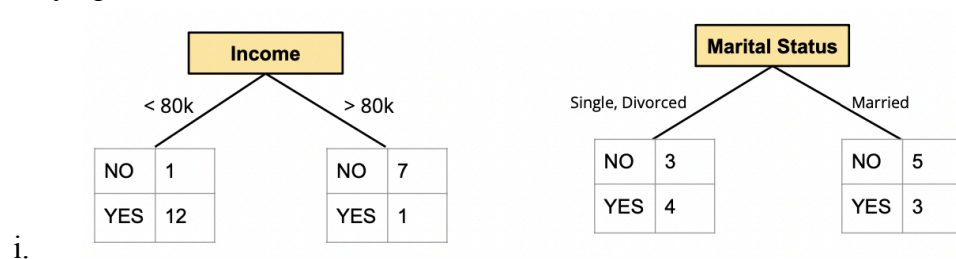 Income
Marital Status
< 80k
> 80k
Single, Divorced
Married
NO 1
YES 12
NO 7
YES 1
NO 3
YES 4
NO 5
YES 3
i.